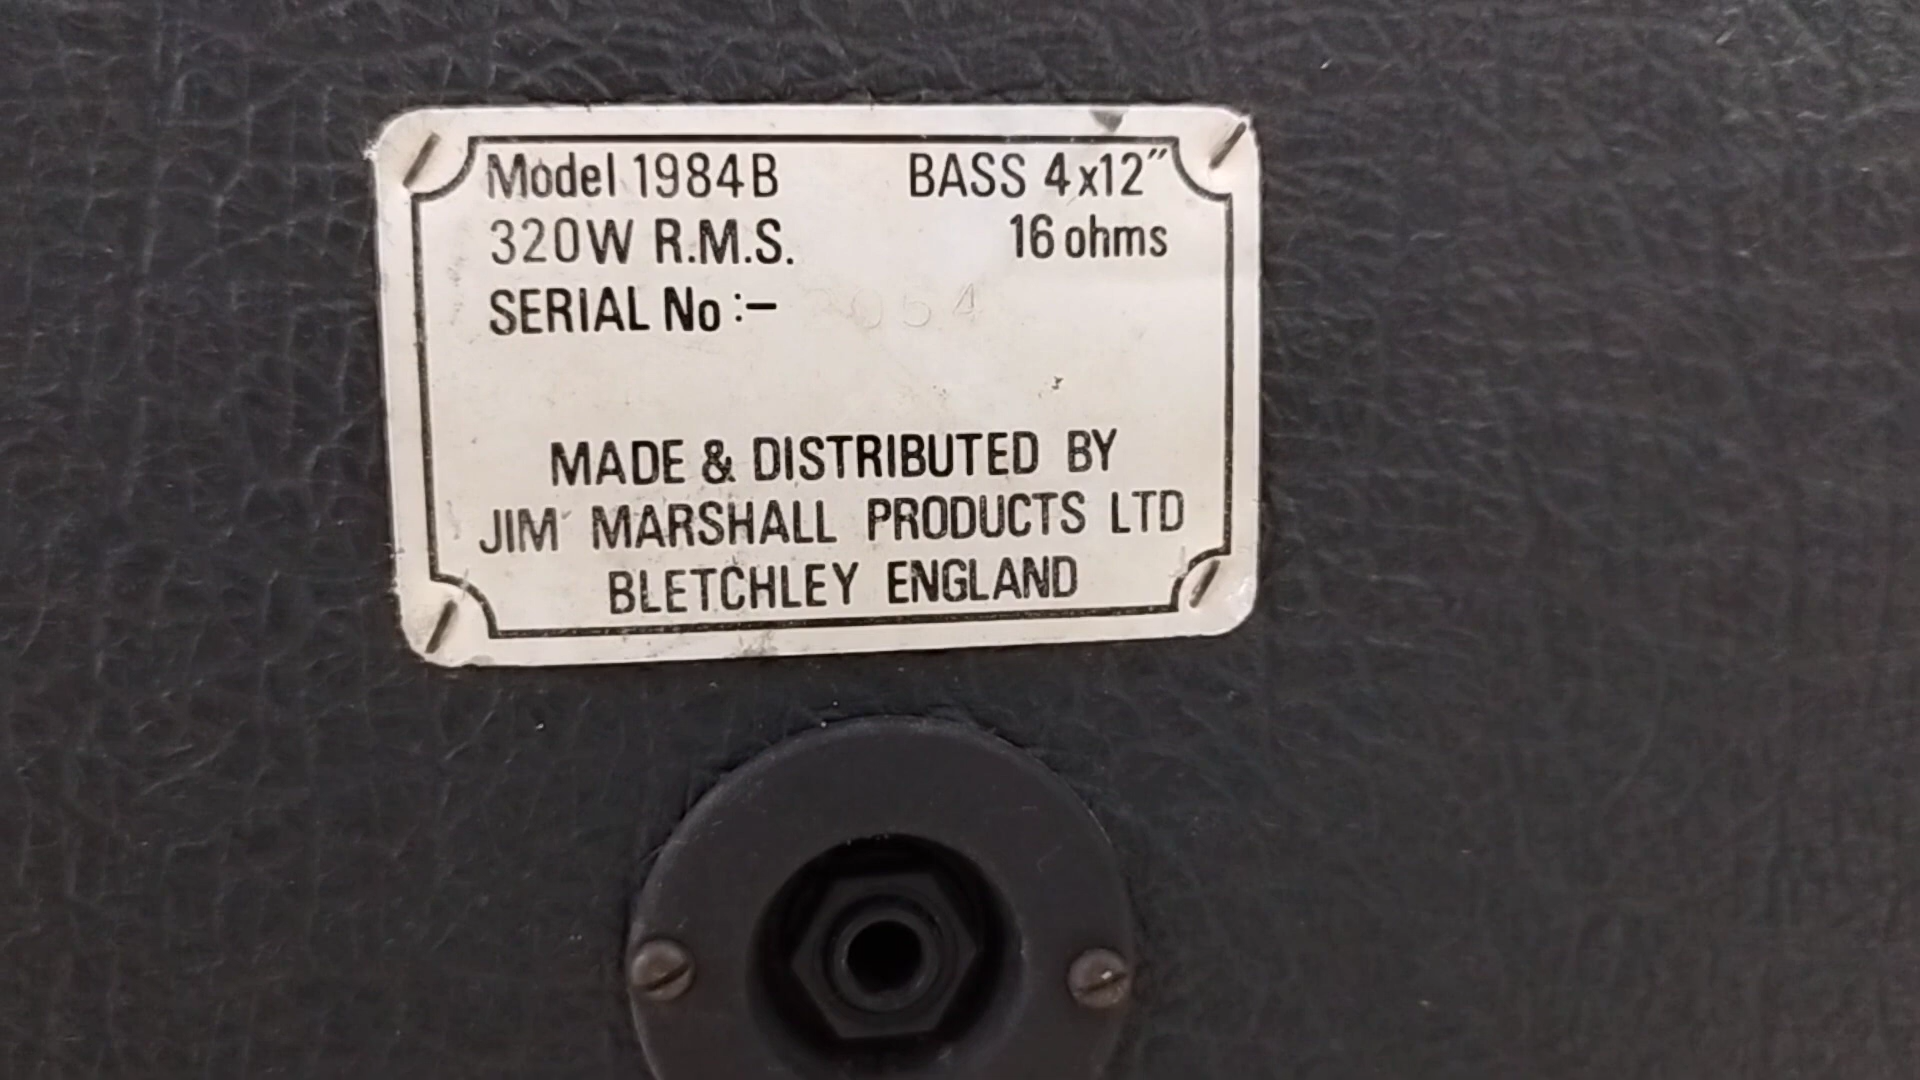 Model 1984B BASS 4x12"
320W R.M.S. 16 ohms
SERIAL No :-
MADE & DISTRIBUTED BY
JIM MARSHALL PRODUCTS LTD
BLETCHLEY ENGLAND